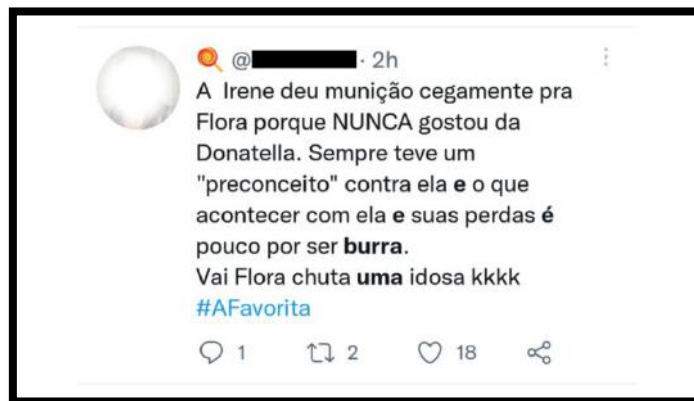 @ · 2h
A Irene deu munição cegamente pra
Flora porque NUNCA gostou da
Donatella. Sempre teve um
"preconceito" contra ela e o que
acontecer com ela e suas perdas é
pouco por ser burra.
Vai Flora chuta uma idosa kkkk
#AFavorita
1 2 18